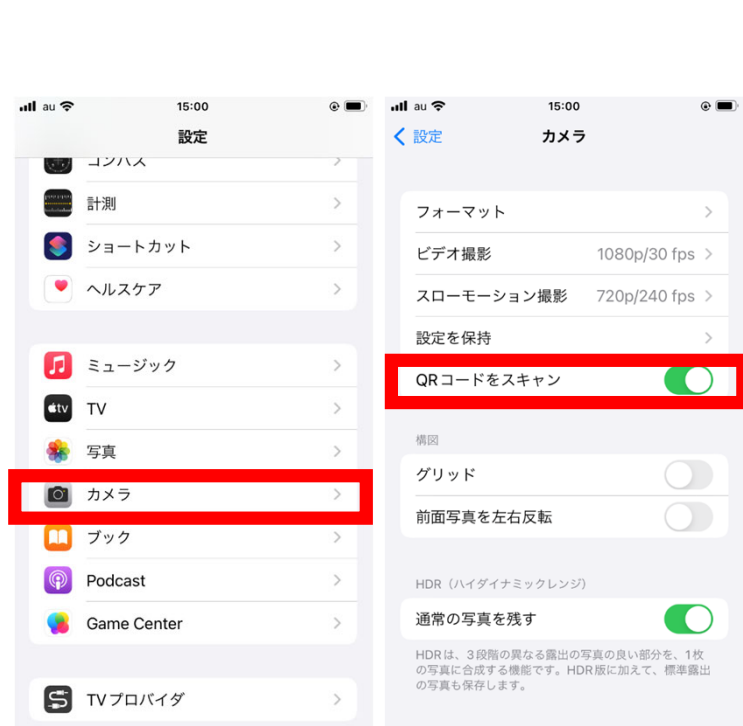 au
15:00
設定
コンパス
計測
ショートカット
ヘルスケア
ミュージック
tv
TV
写真
カメラ
ブック
Podcast
Game Center
TVプロバイダ
au
15:00
設定
カメラ
フォーマット
ビデオ撮影 1080p/30 fps
スローモーション撮影 720p/240 fps
設定を保持
QRコードをスキャン
構図
グリッド
前面写真を左右反転
HDR（ハイダイナミックレンジ）
通常の写真を残す
HDRは、3段階の異なる露出の写真の良い部分を、1枚
の写真に合成する機能です。HDR版に加えて、標準露出
の写真も保存します。